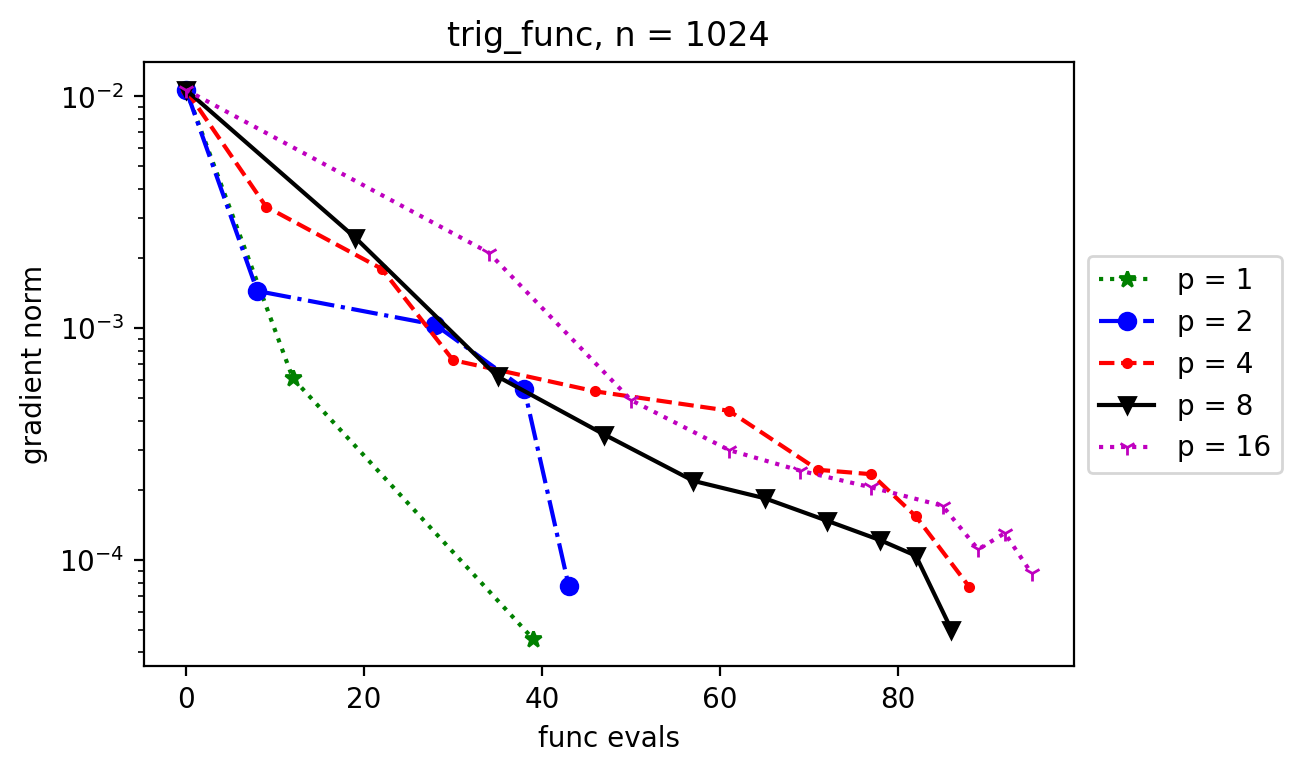 trig_func, n = 1024
gradient norm
10⁻²
10⁻³
10⁻⁴
0 20 40 60 80
func evals
p = 1
p = 2
p = 4
p = 8
p = 16